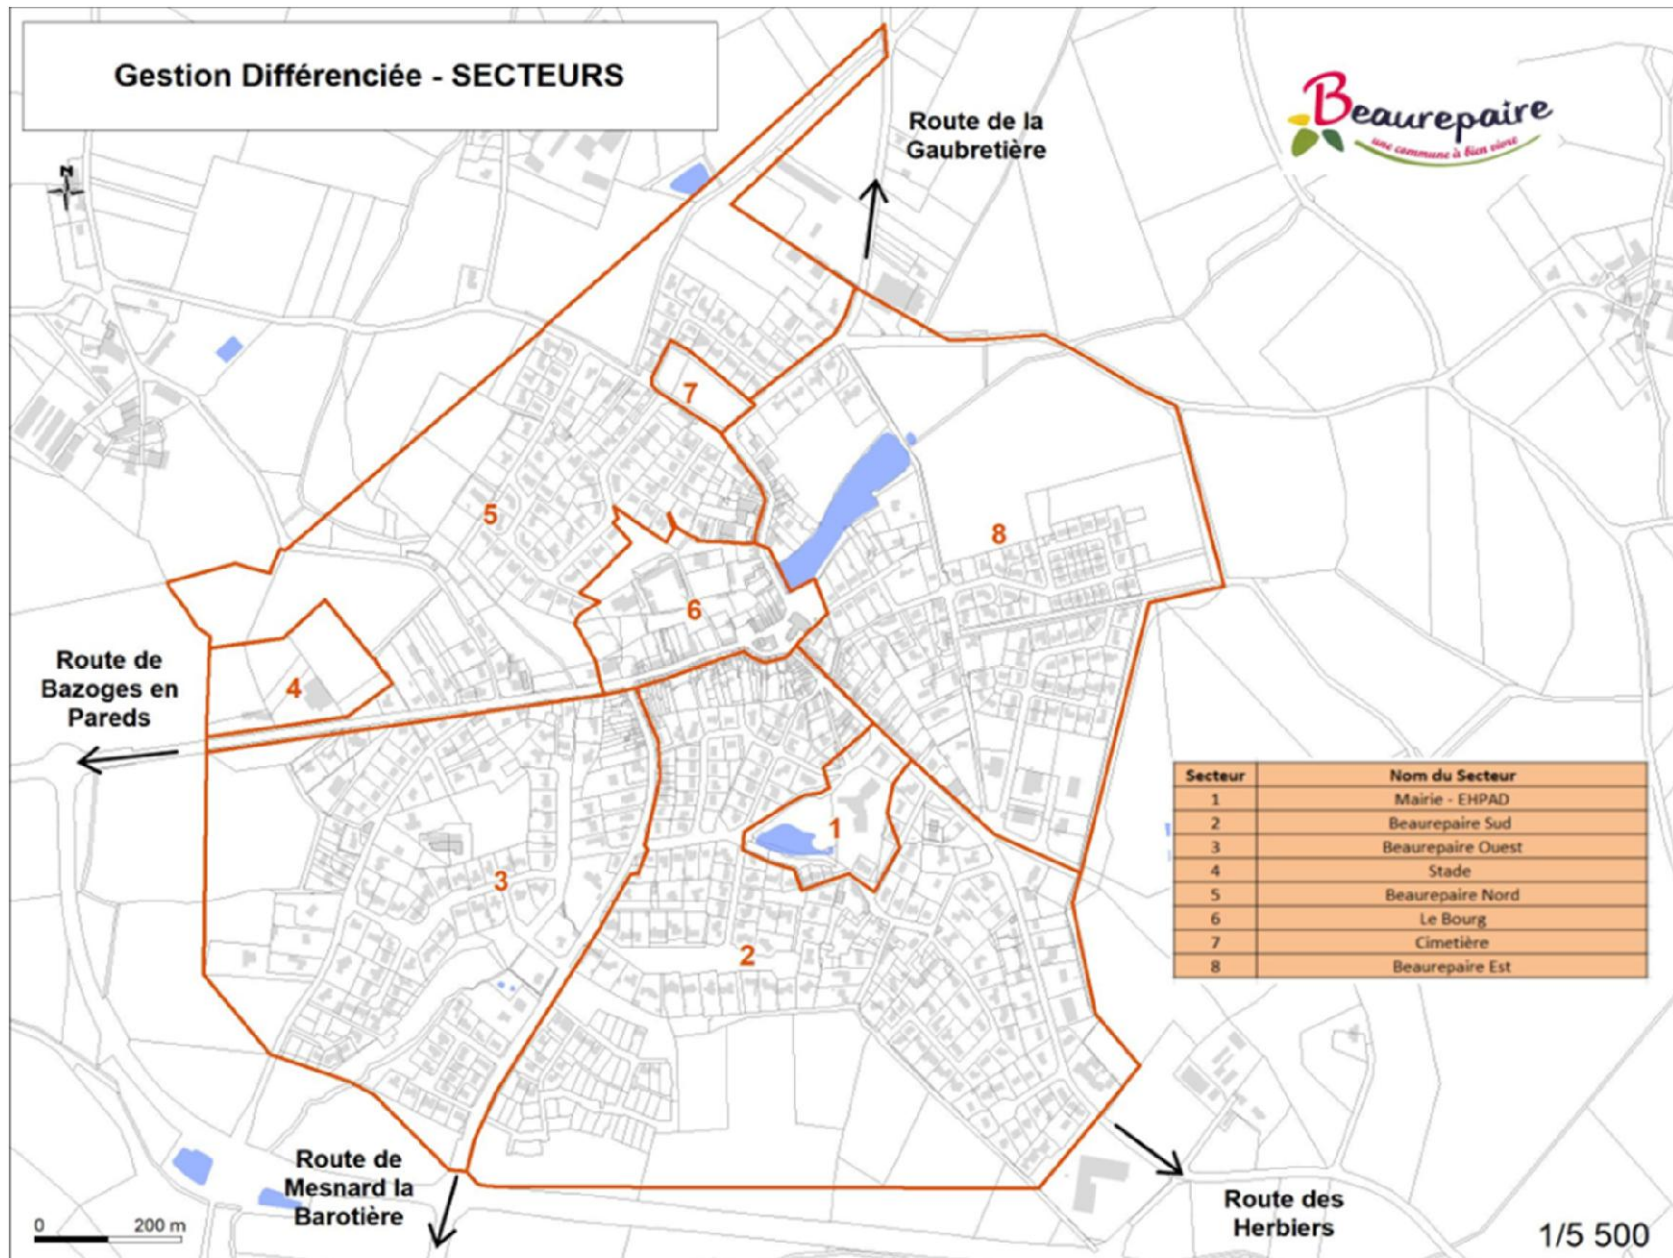 Gestion Différenciée - SECTEURS
Beaurepaire
une commune à bien vivre
Route de la
Gaubretière
N
7
5
8
6
Route de
Bazoges en
Pareds
4
Secteur Nom du Secteur
1 Mairie - EHPAD
2 Beaurepaire Sud
3 Beaurepaire Ouest
4 Stade
5 Beaurepaire Nord
6 Le Bourg
7 Cimetière
8 Beaurepaire Est
1
3
2
Route de
Mesnard la
Barotière
Route des
Herbiers
0 200 m
1/5 500